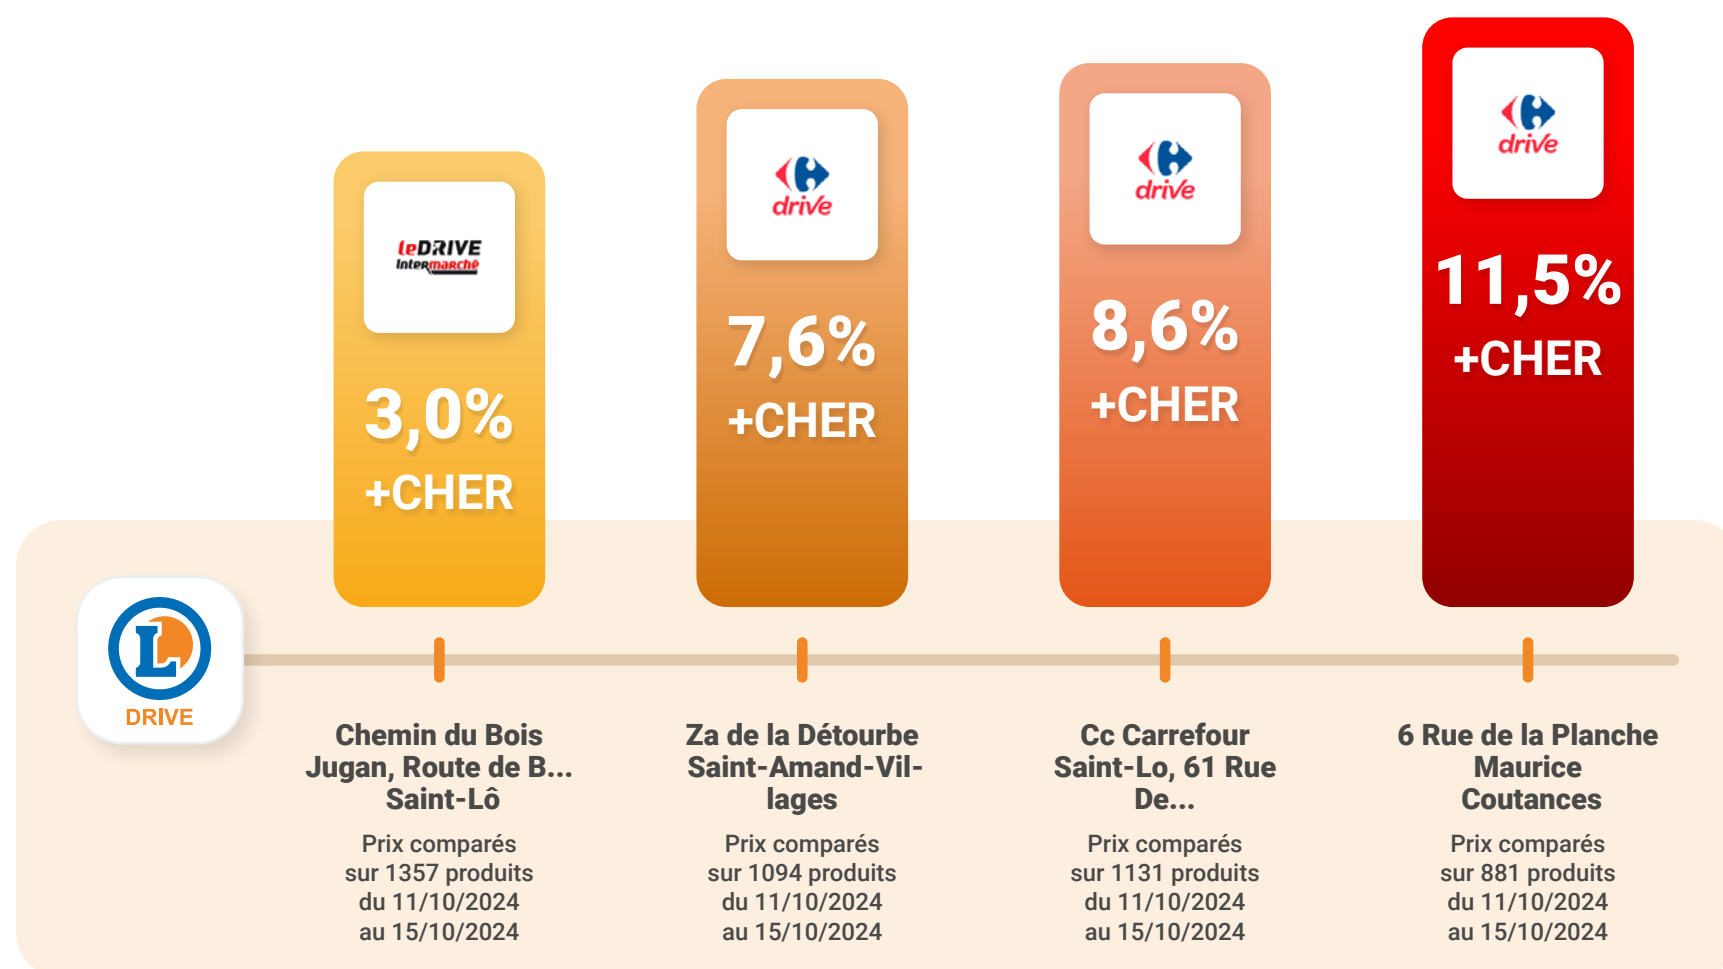 leDRIVE
Intermarché
3,0%
+CHER
drive
7,6%
+CHER
drive
8,6%
+CHER
drive
11,5%
+CHER
L
DRIVE
Chemin du Bois
Jugan, Route de B...
Saint-Lô
Prix comparés
sur 1357 produits
du 11/10/2024
au 15/10/2024
Za de la Détourbe
Saint-Amand-Vil-
lages
Prix comparés
sur 1094 produits
du 11/10/2024
au 15/10/2024
Cc Carrefour
Saint-Lo, 61 Rue
De...
Prix comparés
sur 1131 produits
du 11/10/2024
au 15/10/2024
6 Rue de la Planche
Maurice
Coutances
Prix comparés
sur 881 produits
du 11/10/2024
au 15/10/2024